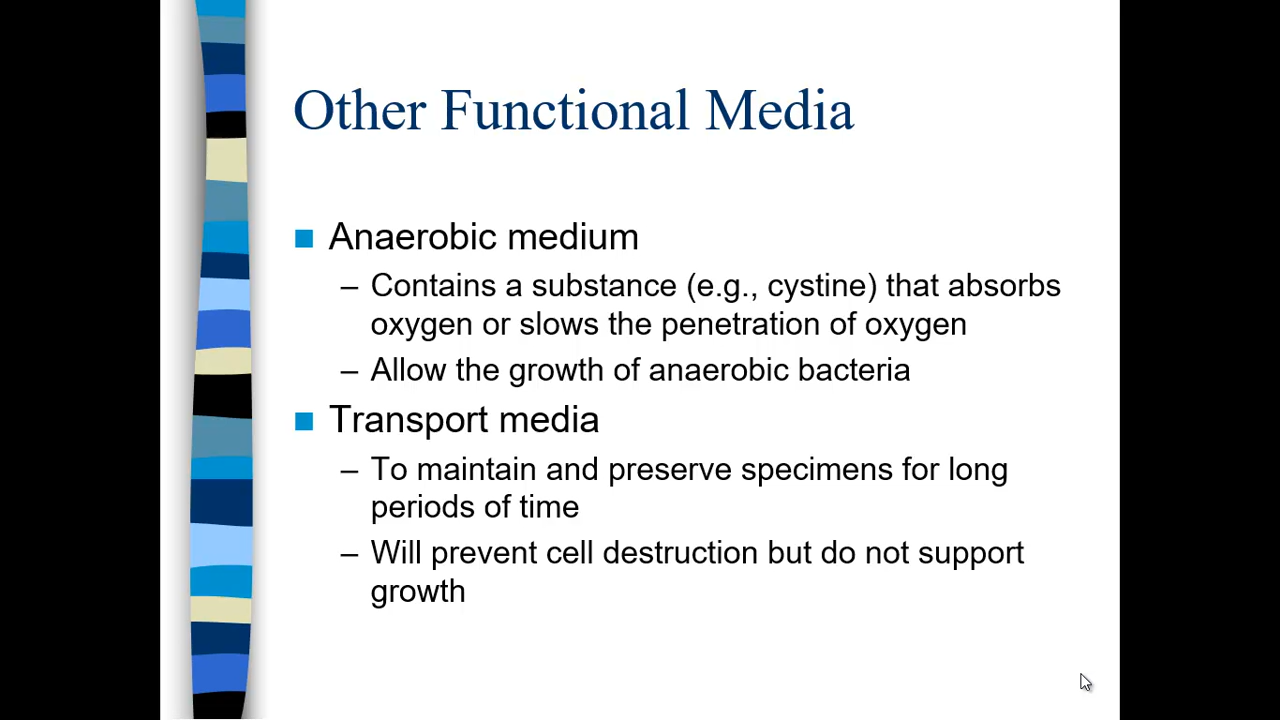 Other Functional Media
Anaerobic medium
– Contains a substance (e.g., cystine) that absorbs
oxygen or slows the penetration of oxygen
– Allow the growth of anaerobic bacteria
Transport media
– To maintain and preserve specimens for long
periods of time
– Will prevent cell destruction but do not support
growth